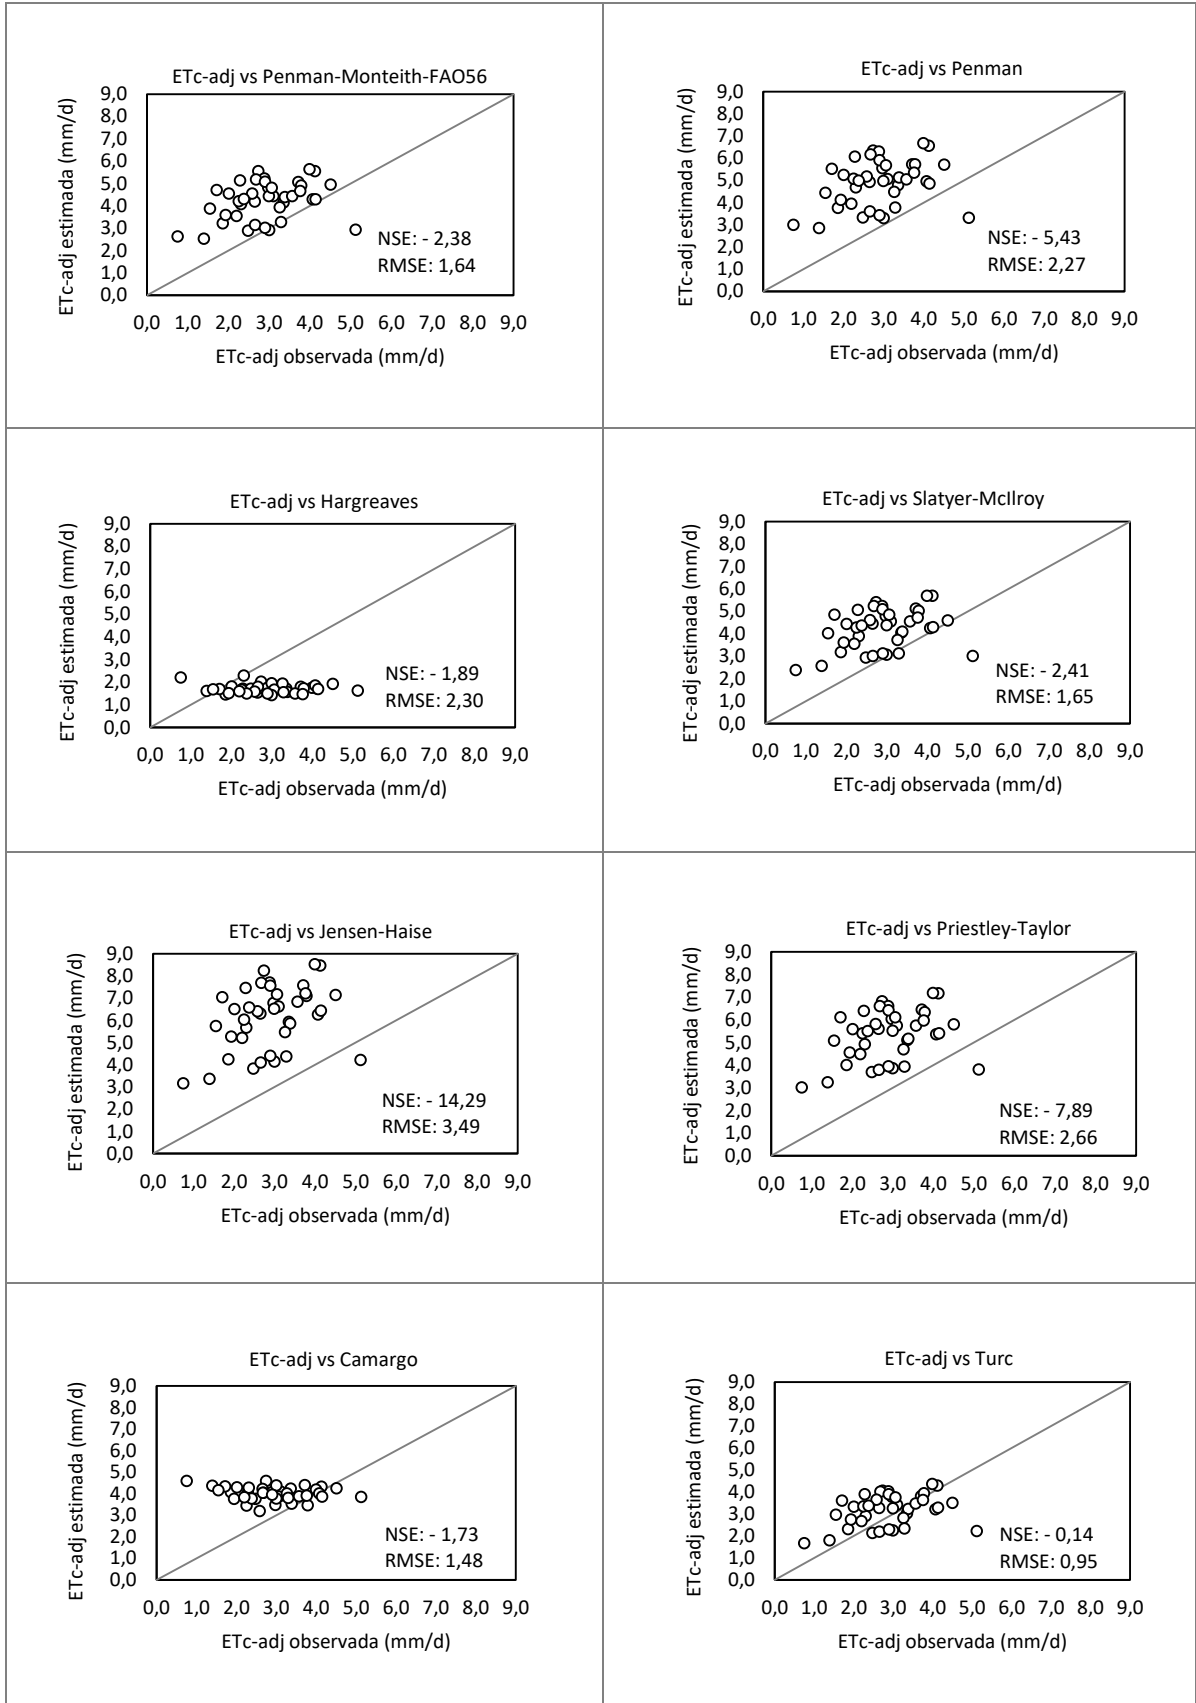 ETc-adj vs Penman-Monteith-FAO56
ETc-adj estimada (mm/d)
9,0
8,0
7,0
6,0
5,0
4,0
3,0
2,0
1,0
0,0
NSE: - 2,38
RMSE: 1,64
0,0 1,0 2,0 3,0 4,0 5,0 6,0 7,0 8,0 9,0
ETc-adj observada (mm/d)
ETc-adj vs Penman
ETc-adj estimada (mm/d)
9,0
8,0
7,0
6,0
5,0
4,0
3,0
2,0
1,0
0,0
NSE: - 5,43
RMSE: 2,27
0,0 1,0 2,0 3,0 4,0 5,0 6,0 7,0 8,0 9,0
ETc-adj observada (mm/d)
ETc-adj vs Hargreaves
ETc-adj estimada (mm/d)
9,0
8,0
7,0
6,0
5,0
4,0
3,0
2,0
1,0
0,0
NSE: - 1,89
RMSE: 2,30
0,0 1,0 2,0 3,0 4,0 5,0 6,0 7,0 8,0 9,0
ETc-adj observada (mm/d)
ETc-adj vs Slatyer-McIlroy
ETc-adj estimada (mm/d)
9,0
8,0
7,0
6,0
5,0
4,0
3,0
2,0
1,0
0,0
NSE: - 2,41
RMSE: 1,65
0,0 1,0 2,0 3,0 4,0 5,0 6,0 7,0 8,0 9,0
ETc-adj observada (mm/d)
ETc-adj vs Jensen-Haise
ETc-adj estimada (mm/d)
9,0
8,0
7,0
6,0
5,0
4,0
3,0
2,0
1,0
0,0
NSE: - 14,29
RMSE: 3,49
0,0 1,0 2,0 3,0 4,0 5,0 6,0 7,0 8,0 9,0
ETc-adj observada (mm/d)
ETc-adj vs Priestley-Taylor
ETc-adj estimada (mm/d)
9,0
8,0
7,0
6,0
5,0
4,0
3,0
2,0
1,0
0,0
NSE: - 7,89
RMSE: 2,66
0,0 1,0 2,0 3,0 4,0 5,0 6,0 7,0 8,0 9,0
ETc-adj observada (mm/d)
ETc-adj vs Camargo
ETc-adj estimada (mm/d)
9,0
8,0
7,0
6,0
5,0
4,0
3,0
2,0
1,0
0,0
NSE: - 1,73
RMSE: 1,48
0,0 1,0 2,0 3,0 4,0 5,0 6,0 7,0 8,0 9,0
ETc-adj observada (mm/d)
ETc-adj vs Turc
ETc-adj estimada (mm/d)
9,0
8,0
7,0
6,0
5,0
4,0
3,0
2,0
1,0
0,0
NSE: - 0,14
RMSE: 0,95
0,0 1,0 2,0 3,0 4,0 5,0 6,0 7,0 8,0 9,0
ETc-adj observada (mm/d)